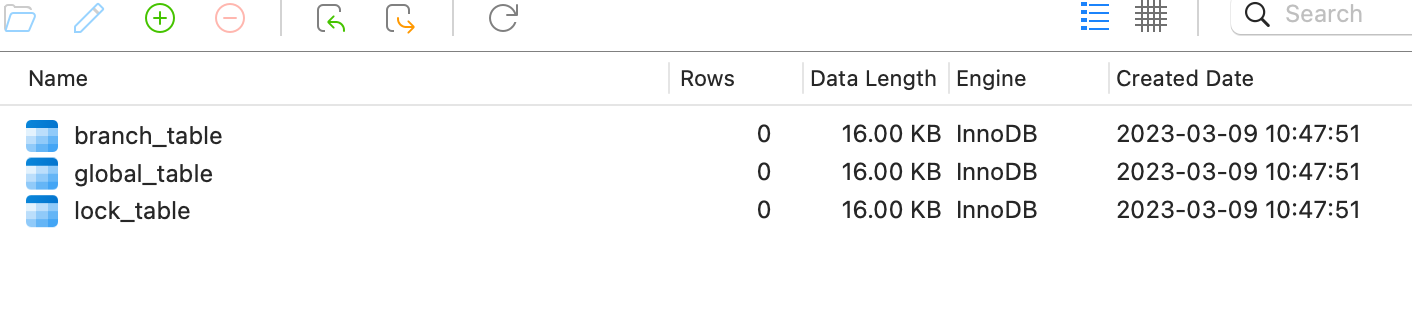 Search
Name Rows Data Length Engine Created Date
branch_table 0 16.00 KB InnoDB 2023-03-09 10:47:51
global_table 0 16.00 KB InnoDB 2023-03-09 10:47:51
lock_table 0 16.00 KB InnoDB 2023-03-09 10:47:51